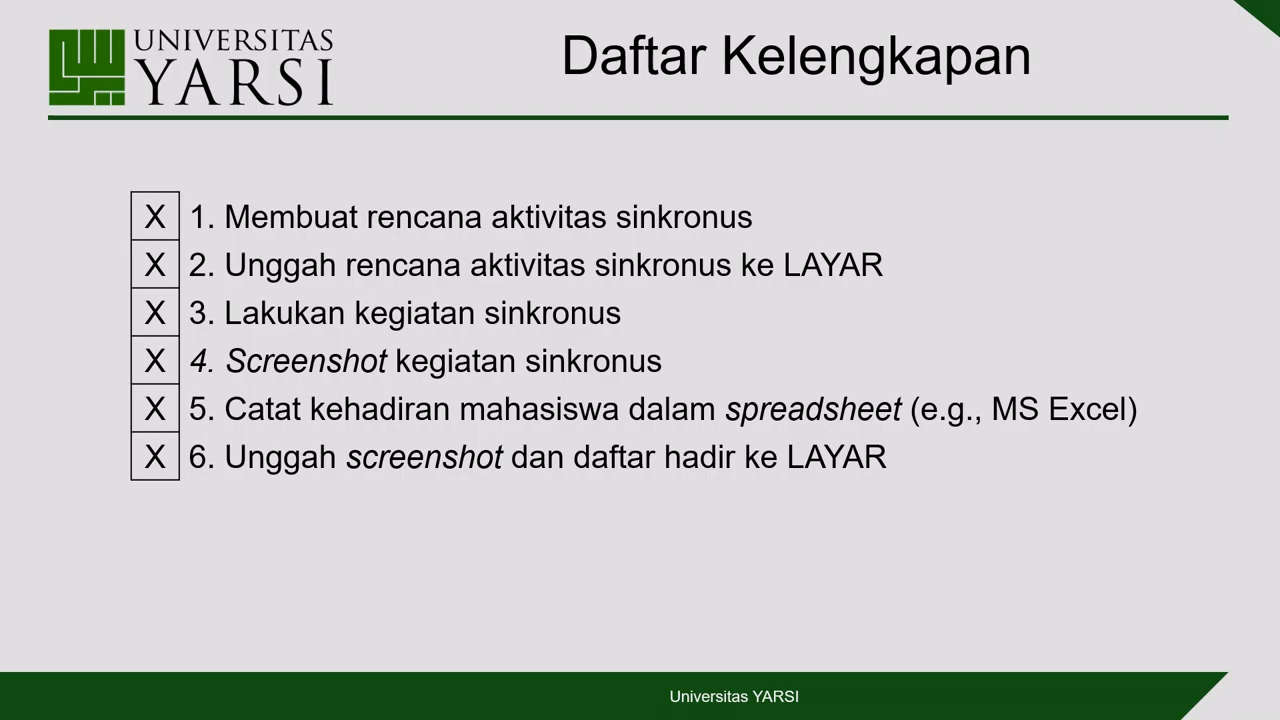 UNIVERSITAS
YARSI
Daftar Kelengkapan
X 1. Membuat rencana aktivitas sinkronus
X 2. Unggah rencana aktivitas sinkronus ke LAYAR
X 3. Lakukan kegiatan sinkronus
X 4. Screenshot kegiatan sinkronus
X 5. Catat kehadiran mahasiswa dalam spreadsheet (e.g., MS Excel)
X 6. Unggah screenshot dan daftar hadir ke LAYAR
Universitas YARSI